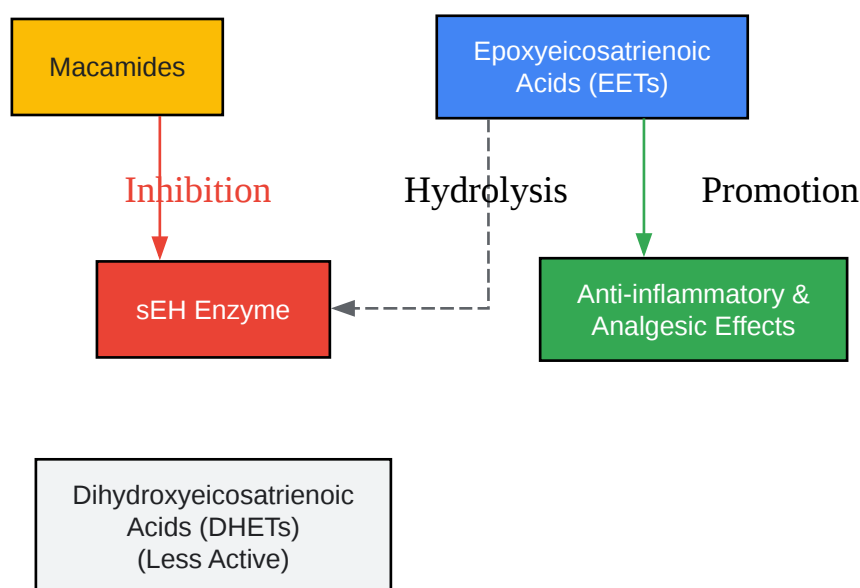 Macamides
Epoxyeicosatrienoic
Acids (EETs)
Inhibition
Hydrolysis
Promotion
sEH Enzyme
Anti-inflammatory &
Analgesic Effects
Dihydroxyeicosatrienoic
Acids (DHETs)
(Less Active)